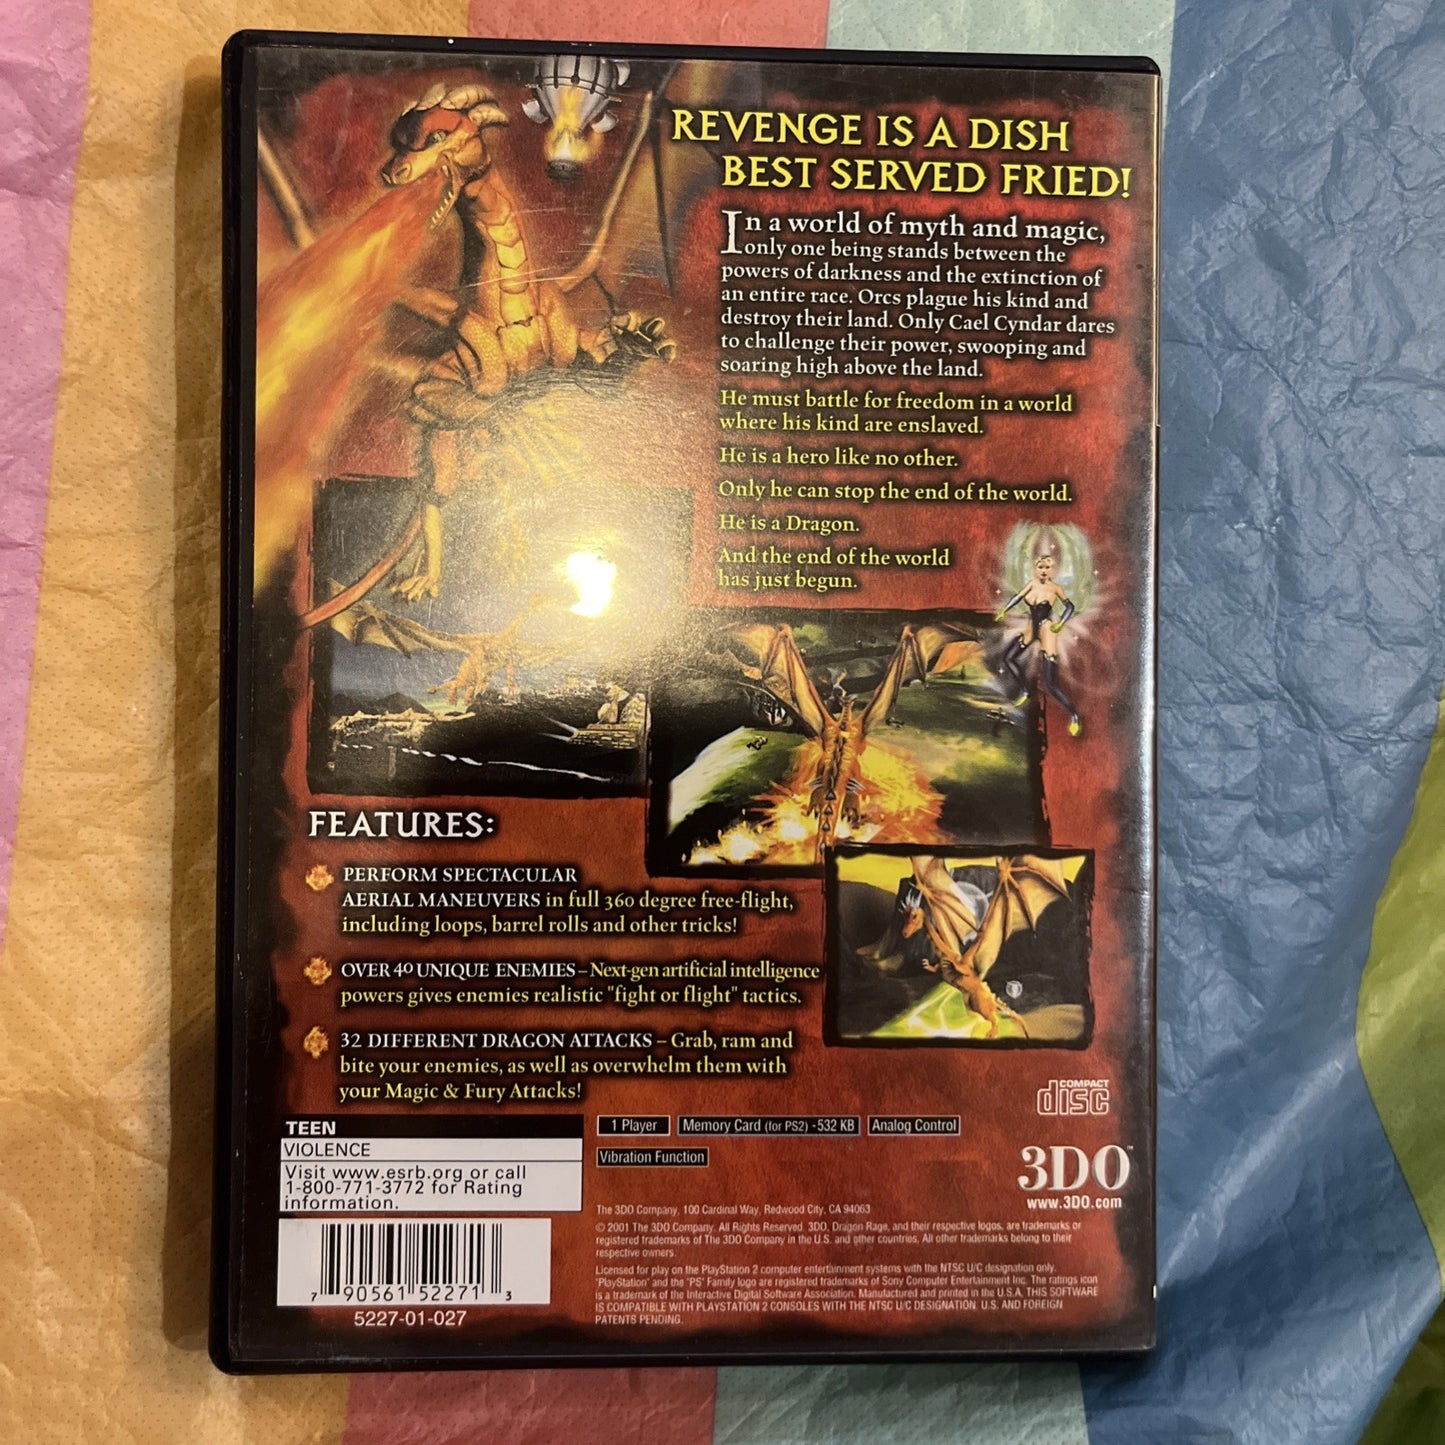 REVENGE IS A DISH
BEST SERVED FRIED!
In a world of myth and magic,
only one being stands between the
powers of darkness and the extinction of
an entire race. Orcs plague his kind and
destroy their land. Only Cael Cyndar dares
to challenge their power, swooping and
soaring high above the land.
He must battle for freedom in a world
where his kind are enslaved.
He is a hero like no other.
Only he can stop the end of the world.
He is a Dragon.
And the end of the world
has just begun.
FEATURES:
PERFORM SPECTACULAR
AERIAL MANEUVERS in full 360 degree free-flight,
including loops, barrel rolls and other tricks!
OVER 40 UNIQUE ENEMIES – Next-gen artificial intelligence
powers gives enemies realistic "fight or flight" tactics.
32 DIFFERENT DRAGON ATTACKS – Grab, ram and
bite your enemies, as well as overwhelm them with
your Magic & Fury Attacks!
COMPACT
disc
TEEN
VIOLENCE
Visit www.esrb.org or call
1-800-771-3772 for Rating
information.
1 Player
Memory Card (for PS2) - 532 KB
Analog Control
Vibration Function
3DO™
www.3DO.com
The 3DO Company, 100 Cardinal Way, Redwood City, CA 94063
© 2001 The 3DO Company. All Rights Reserved. 3DO, Dragon Rage, and their respective logos, are trademarks or
registered trademarks of The 3DO Company in the U.S. and other countries. All other trademarks belong to their
respective owners.
Licensed for play on the PlayStation 2 computer entertainment systems with the NTSC U/C designation only.
"PlayStation" and the "PS" Family logo are registered trademarks of Sony Computer Entertainment Inc. The ratings icon
is a trademark of the Interactive Digital Software Association. Manufactured and printed in the U.S.A. THIS SOFTWARE
IS COMPATIBLE WITH PLAYSTATION 2 CONSOLES WITH THE NTSC U/C DESIGNATION. U.S. AND FOREIGN
PATENTS PENDING.
7 90561 52271 3
5227-01-027